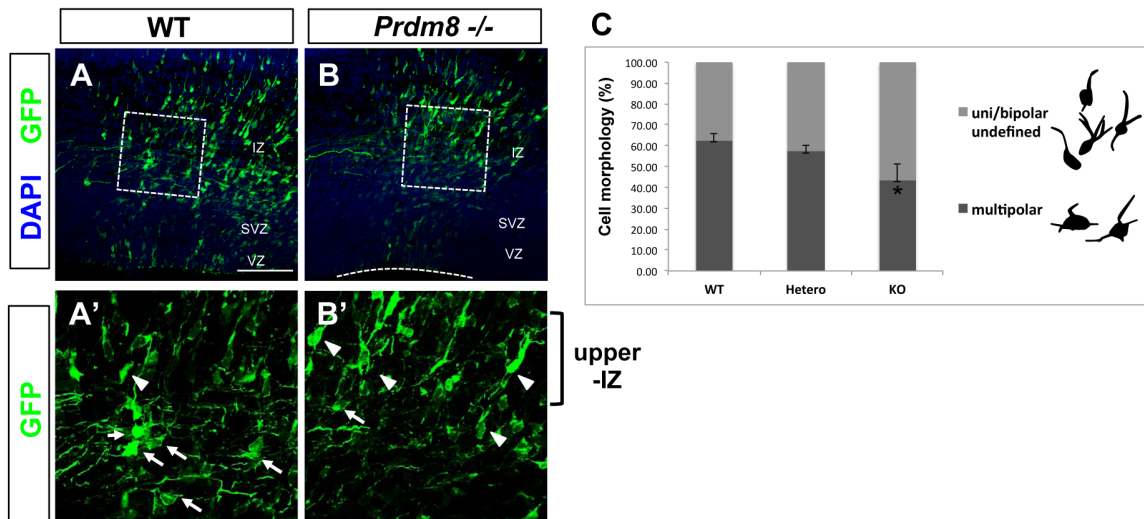 WT
Prdm8 -/-
C
DAPI GFP
A
IZ
SVZ
VZ
B
IZ
SVZ
VZ
GFP
A’
B’
upper
-IZ
Cell morphology (%)
100.00
90.00
80.00
70.00
60.00
50.00
40.00
30.00
20.00
10.00
0.00
*
WT
Hetero
KO
uni/bipolar
undefined
multipolar